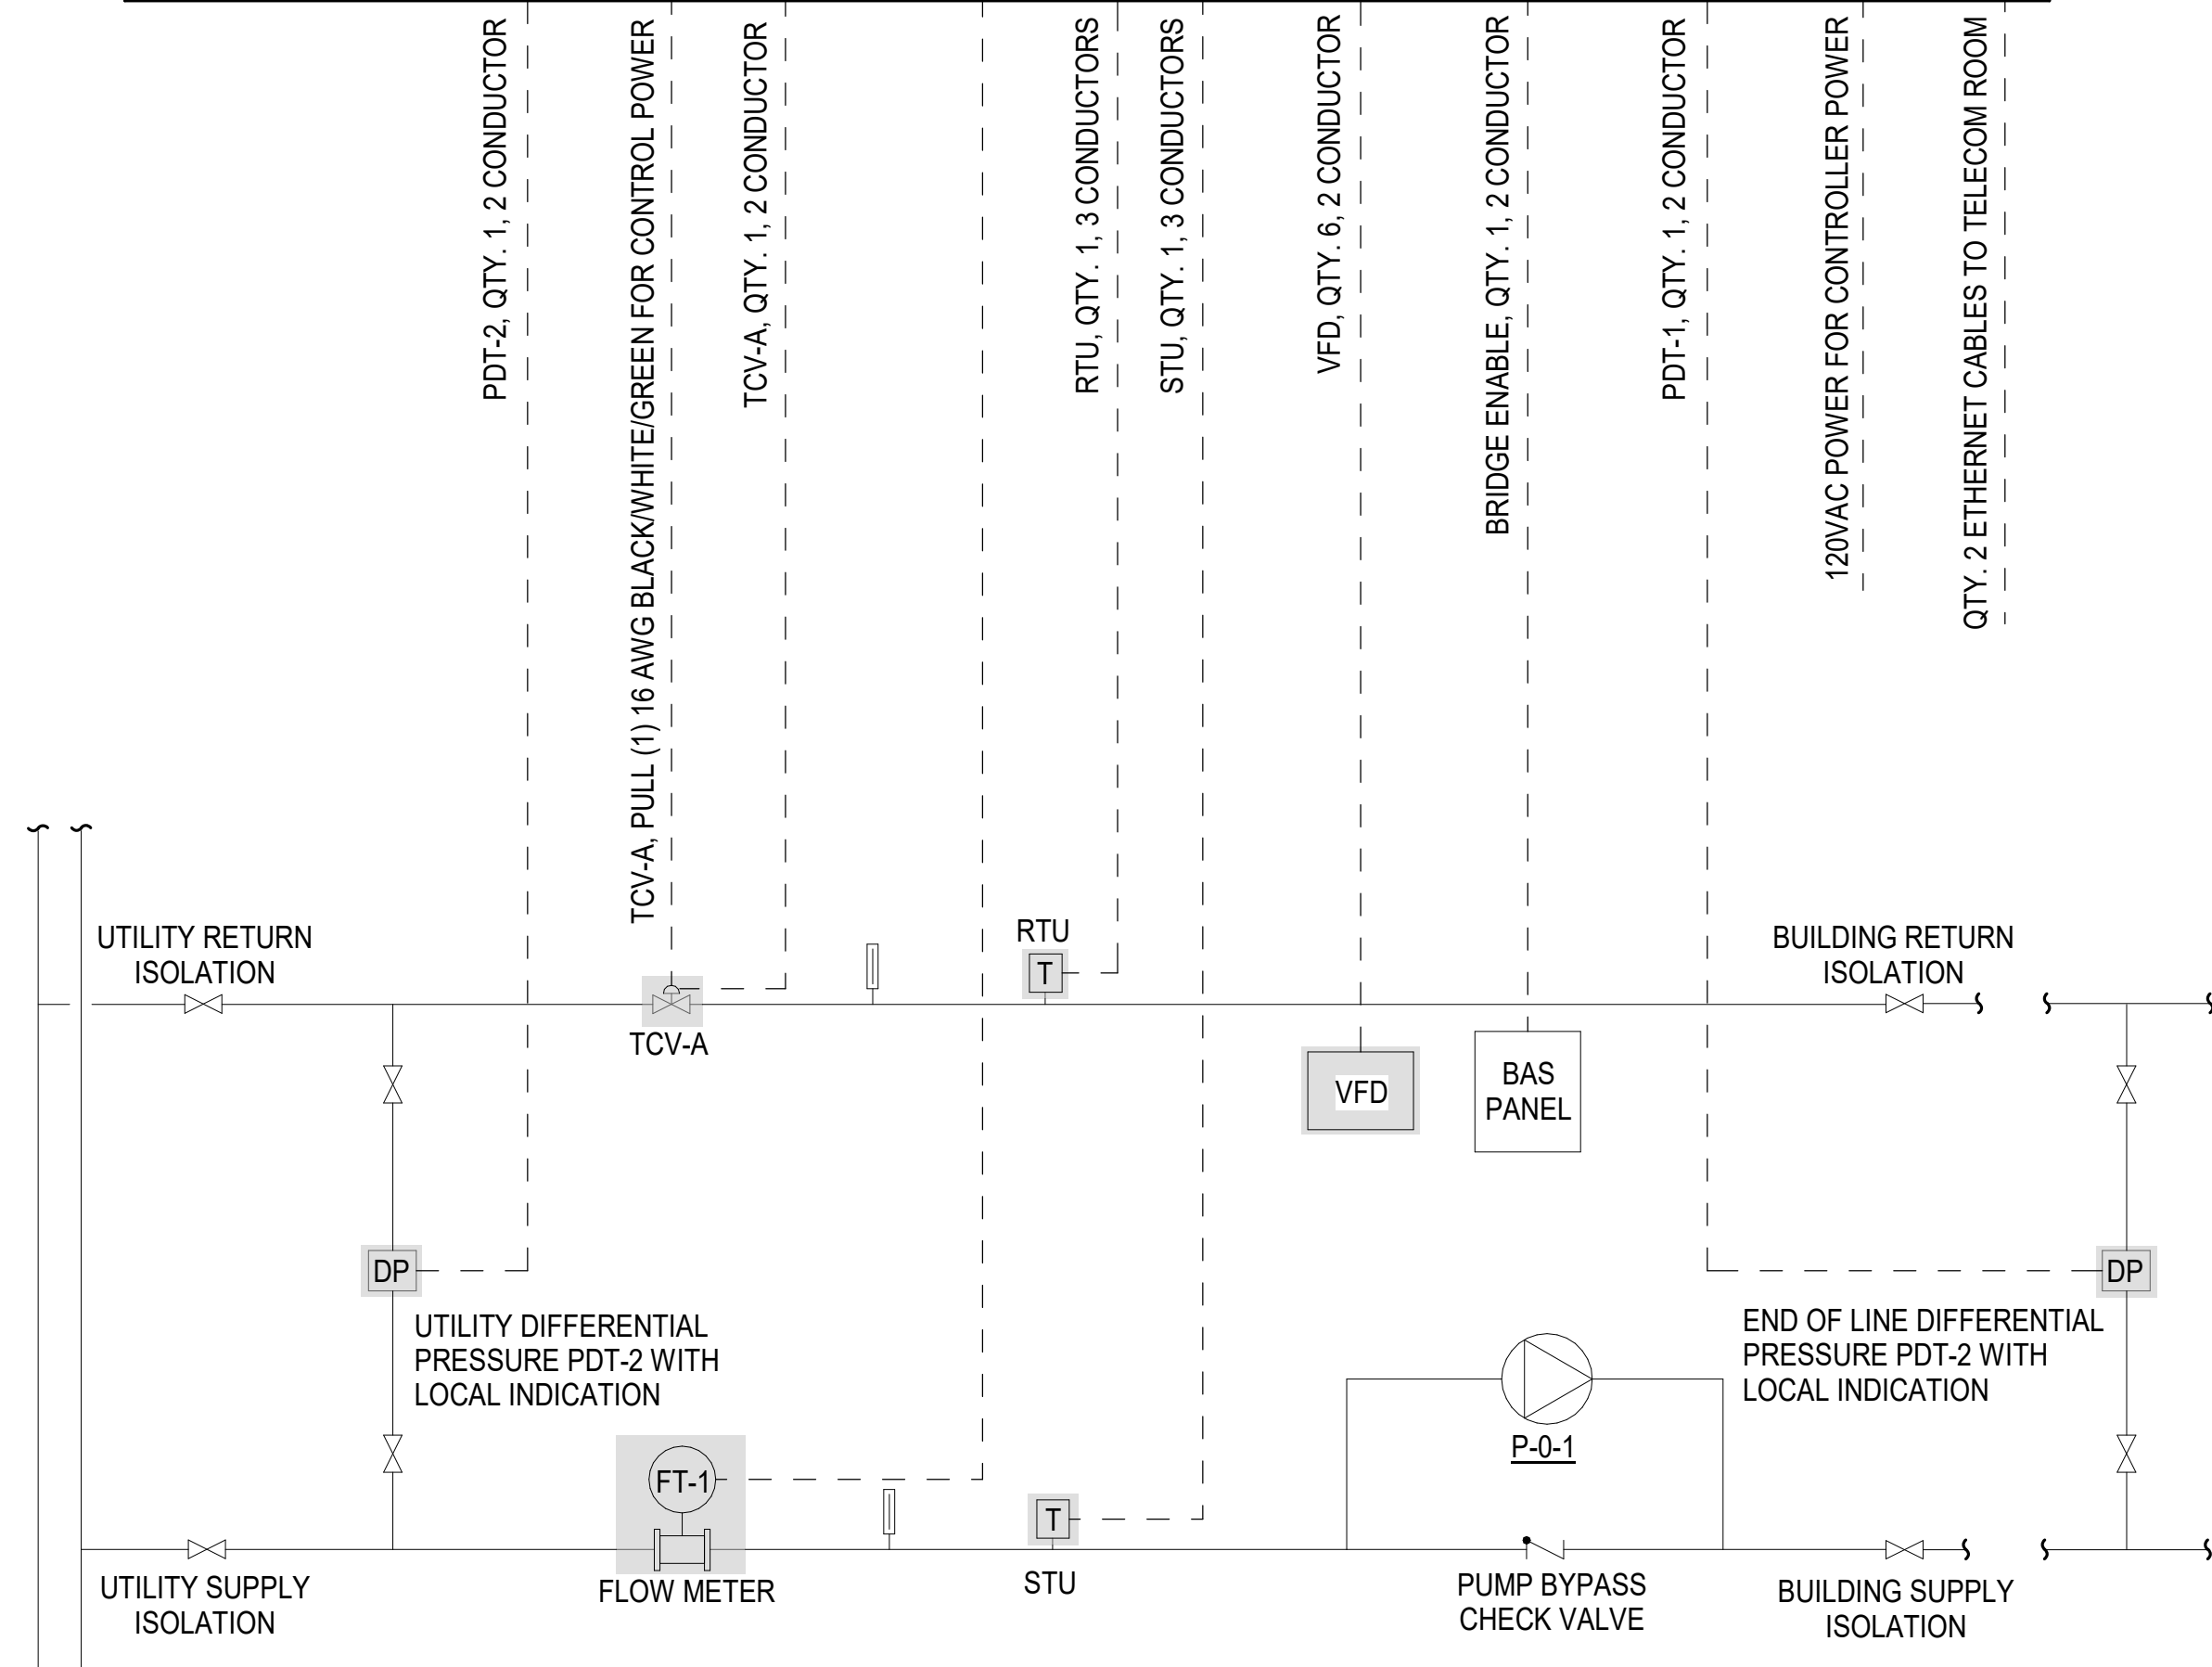 PDT-2, QTY. 1, 2 CONDUCTOR
TCV-A, PULL (1) 16 AWG BLACK/WHITE/GREEN FOR CONTROL POWER
TCV-A, QTY. 1, 2 CONDUCTOR
RTU, QTY. 1, 3 CONDUCTORS
STU, QTY. 1, 3 CONDUCTORS
VFD, QTY. 6, 2 CONDUCTOR
BRIDGE ENABLE, QTY. 1, 2 CONDUCTOR
PDT-1, QTY. 1, 2 CONDUCTOR
120VAC POWER FOR CONTROLLER POWER
QTY. 2 ETHERNET CABLES TO TELECOM ROOM
UTILITY RETURN
ISOLATION
TCV-A
RTU
T
BUILDING RETURN
ISOLATION
VFD
BAS
PANEL
DP
UTILITY DIFFERENTIAL
PRESSURE PDT-2 WITH
LOCAL INDICATION
DP
END OF LINE DIFFERENTIAL
PRESSURE PDT-2 WITH
LOCAL INDICATION
P-0-1
FT-1
FLOW METER
T
STU
UTILITY SUPPLY
ISOLATION
PUMP BYPASS
CHECK VALVE
BUILDING SUPPLY
ISOLATION